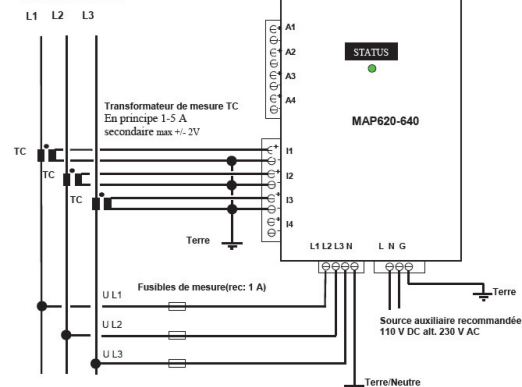 L1 L2 L3
A1
A2
A3
A4
STATUS
MAP620-640
Transformateur de mesure TC
En principe 1-5 A
secondaire max +/- 2V
TC
TC
TC
I1
I2
I3
I4
Terre
L1 L2 L3 N
L N G
Terre
Fusibles de mesure(rec: 1 A)
U L1
U L2
U L3
Source auxiliaire recommandée
110 V DC alt. 230 V AC
Terre/Neutre